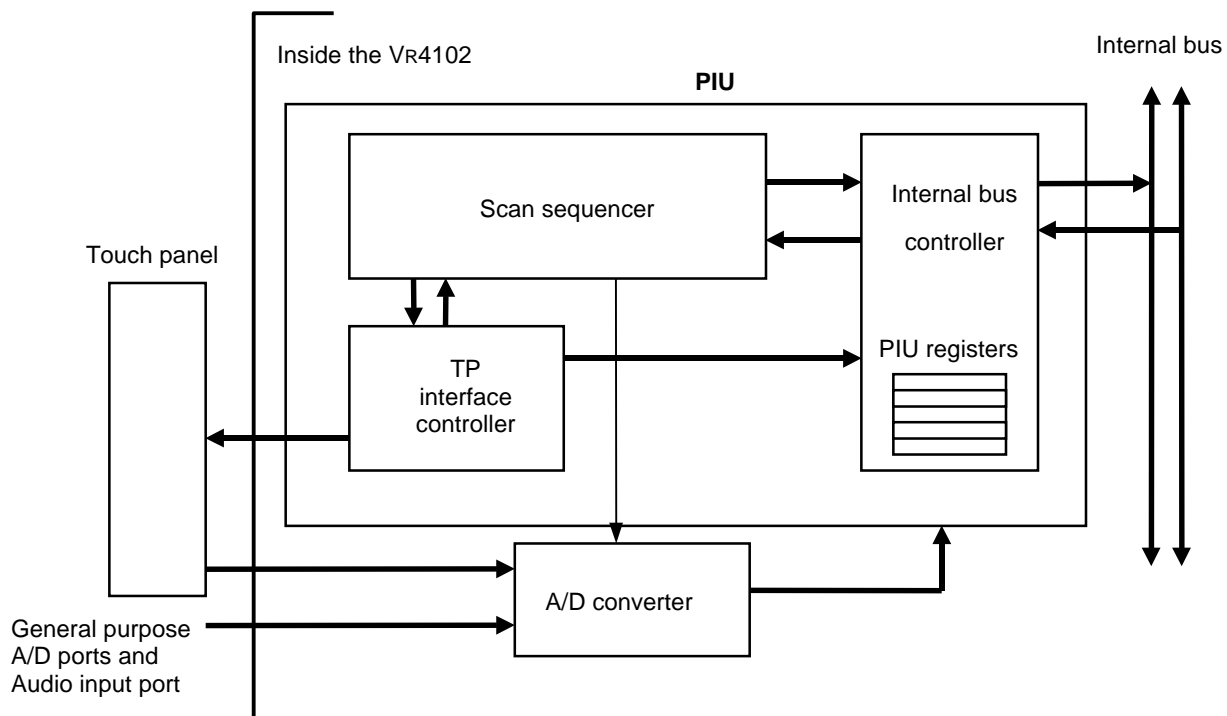 Inside the VR4102
Internal bus
PIU
Scan sequencer
Internal bus
controller
Touch panel
TP
interface
controller
PIU registers
A/D converter
General purpose
A/D ports and
Audio input port